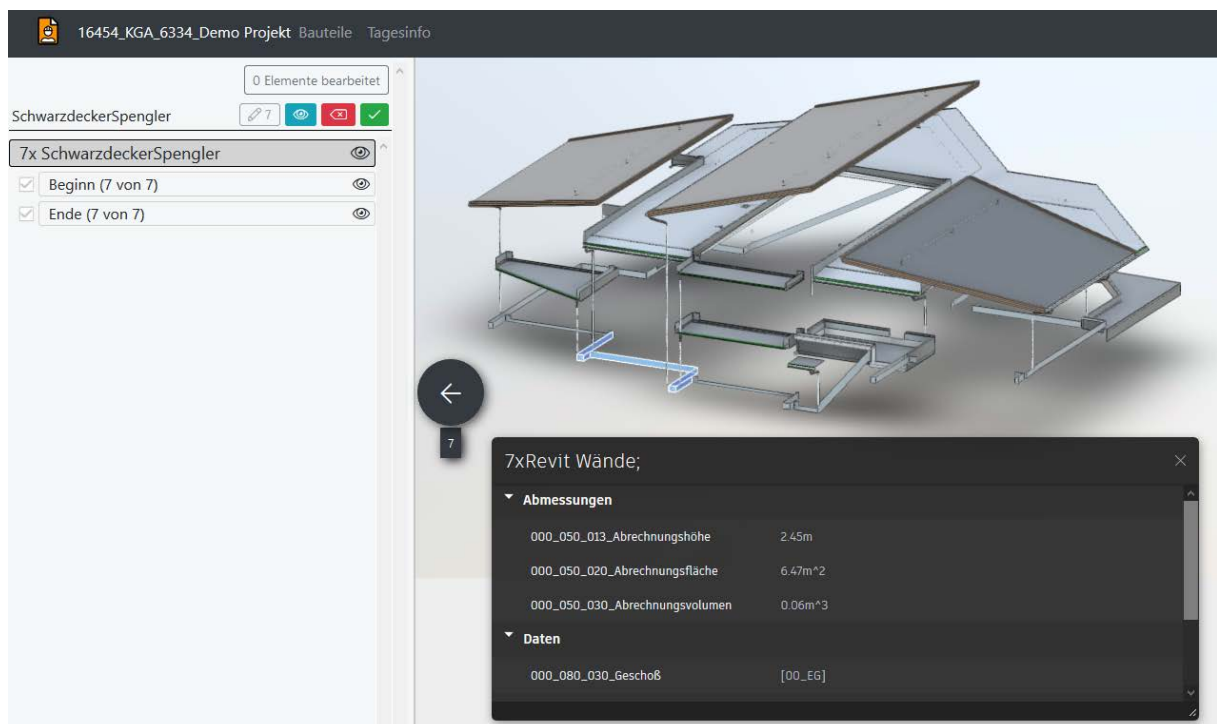 16454_KGA_6334_Demo Projekt Bauteile Tagesinfo
0 Elemente bearbeitet
SchwarzdeckerSpengler 7
7x SchwarzdeckerSpengler
Beginn (7 von 7)
Ende (7 von 7)
7
7xRevit Wände;
Abmessungen
000_050_013_Abrechnungshöhe 2.45m
000_050_020_Abrechnungsfläche 6.47m^2
000_050_030_Abrechnungsvolumen 0.06m^3
Daten
000_080_030_Geschoß [00_EG]